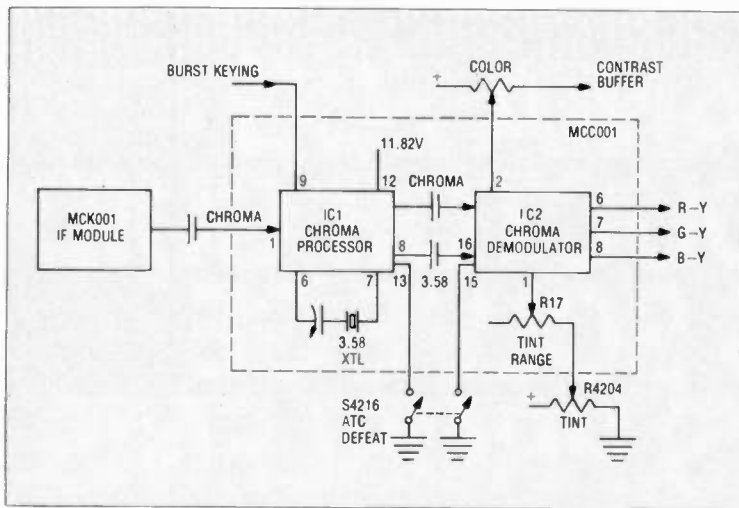 BURST KEYING
+
COLOR
CONTRAST
BUFFER
MCC001
11.82V
9
12
CHROMA
2
MCK001
IF MODULE
CHROMA
1
IC1
CHROMA
PROCESSOR
8
13
16
3.58
15
IC2
CHROMA
DEMODULATOR
6
7
8
R-Y
G-Y
B-Y
6
7
3.58
XTL
1
R17
TINT
RANGE
S4216
ATC
DEFEAT
+
R4204
TINT